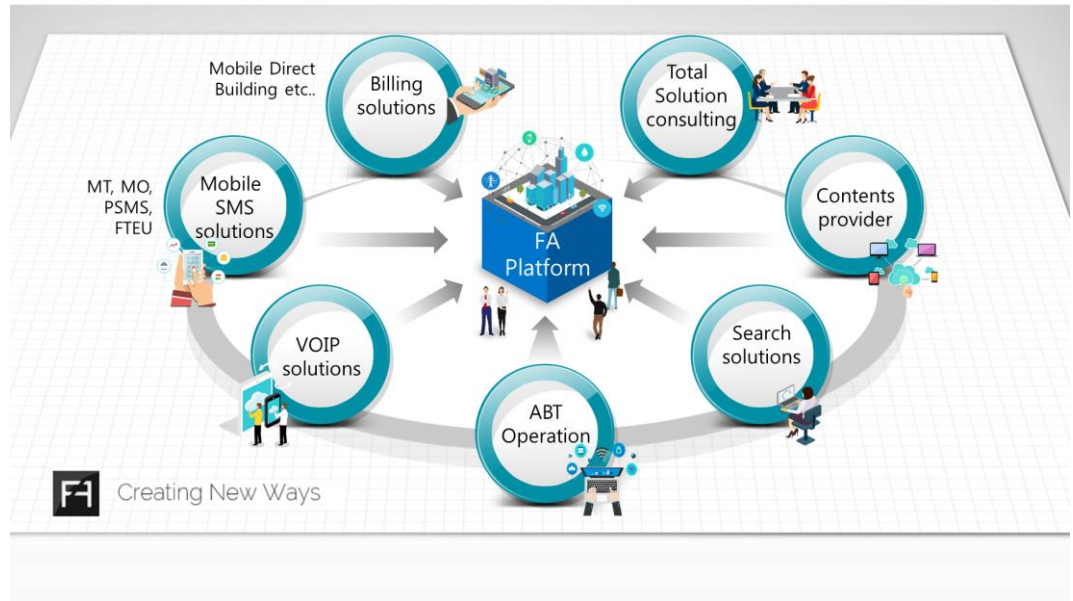 Mobile Direct
Building etc..
Billing
solutions
Total
Solution
consulting
MT, MO,
PSMS,
FTEU
Mobile
SMS
solutions
Contents
provider
FA
Platform
VOIP
solutions
Search
solutions
ABT
Operation
FA
Creating New Ways